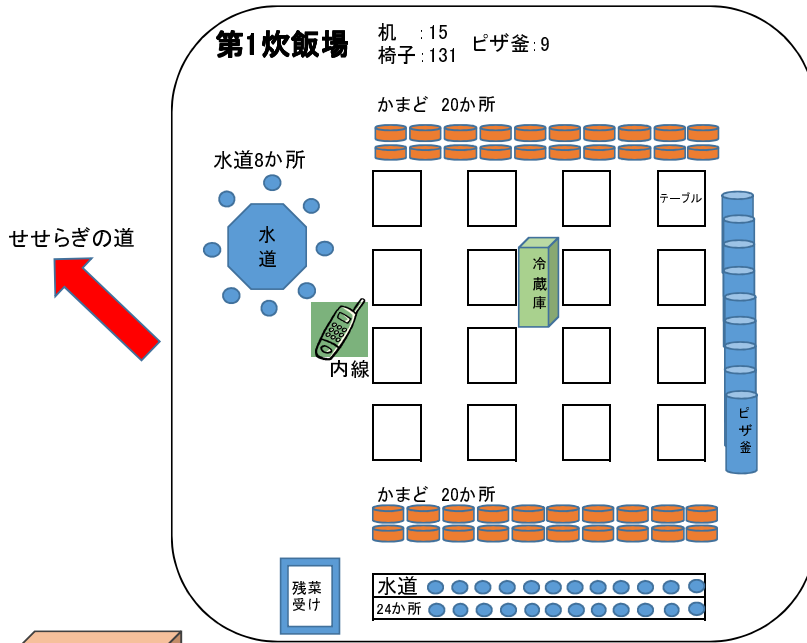 第1炊飯場
机 :15
椅子:131
ピザ釜:9
かまど 20か所
水道8か所
水道
せせらぎの道
テーブル
冷蔵庫
内線
ピザ釜
かまど 20か所
残菜
受け
水道
24か所